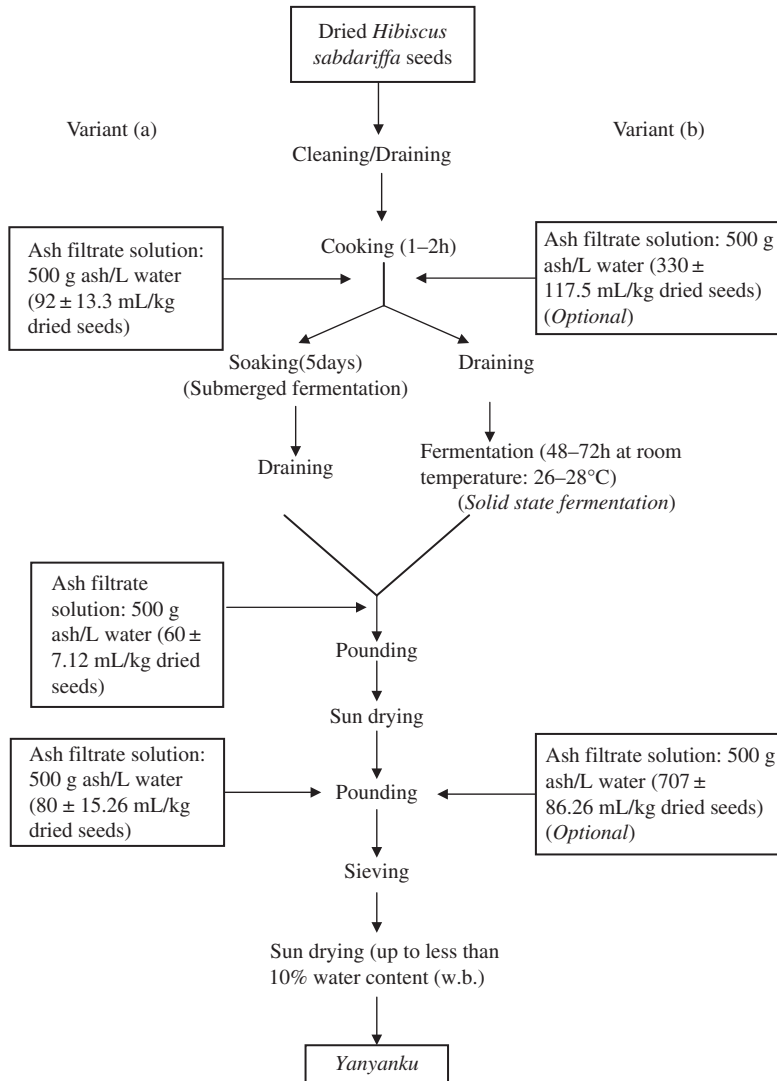 Dried Hibiscus
sabdariffa seeds
Variant (a)
Variant (b)
Cleaning/Draining
Cooking (1–2h)
Ash filtrate solution:
500 g ash/L water
(92 ± 13.3 mL/kg
dried seeds)
Ash filtrate solution: 500 g
ash/L water (330 ±
117.5 mL/kg dried seeds)
(Optional)
Soaking(5days)
(Submerged fermentation)
Draining
Draining
Fermentation (48–72h at room
temperature: 26–28°C)
(Solid state fermentation)
Ash filtrate
solution: 500 g
ash/L water (60 ±
7.12 mL/kg dried
seeds)
Pounding
Sun drying
Ash filtrate solution:
500 g ash/L water
(80 ± 15.26 mL/kg
dried seeds)
Pounding
Ash filtrate solution: 500 g
ash/L water (707 ±
86.26 mL/kg dried seeds)
(Optional)
Sieving
Sun drying (up to less than
10% water content (w.b.)
Yanyanku